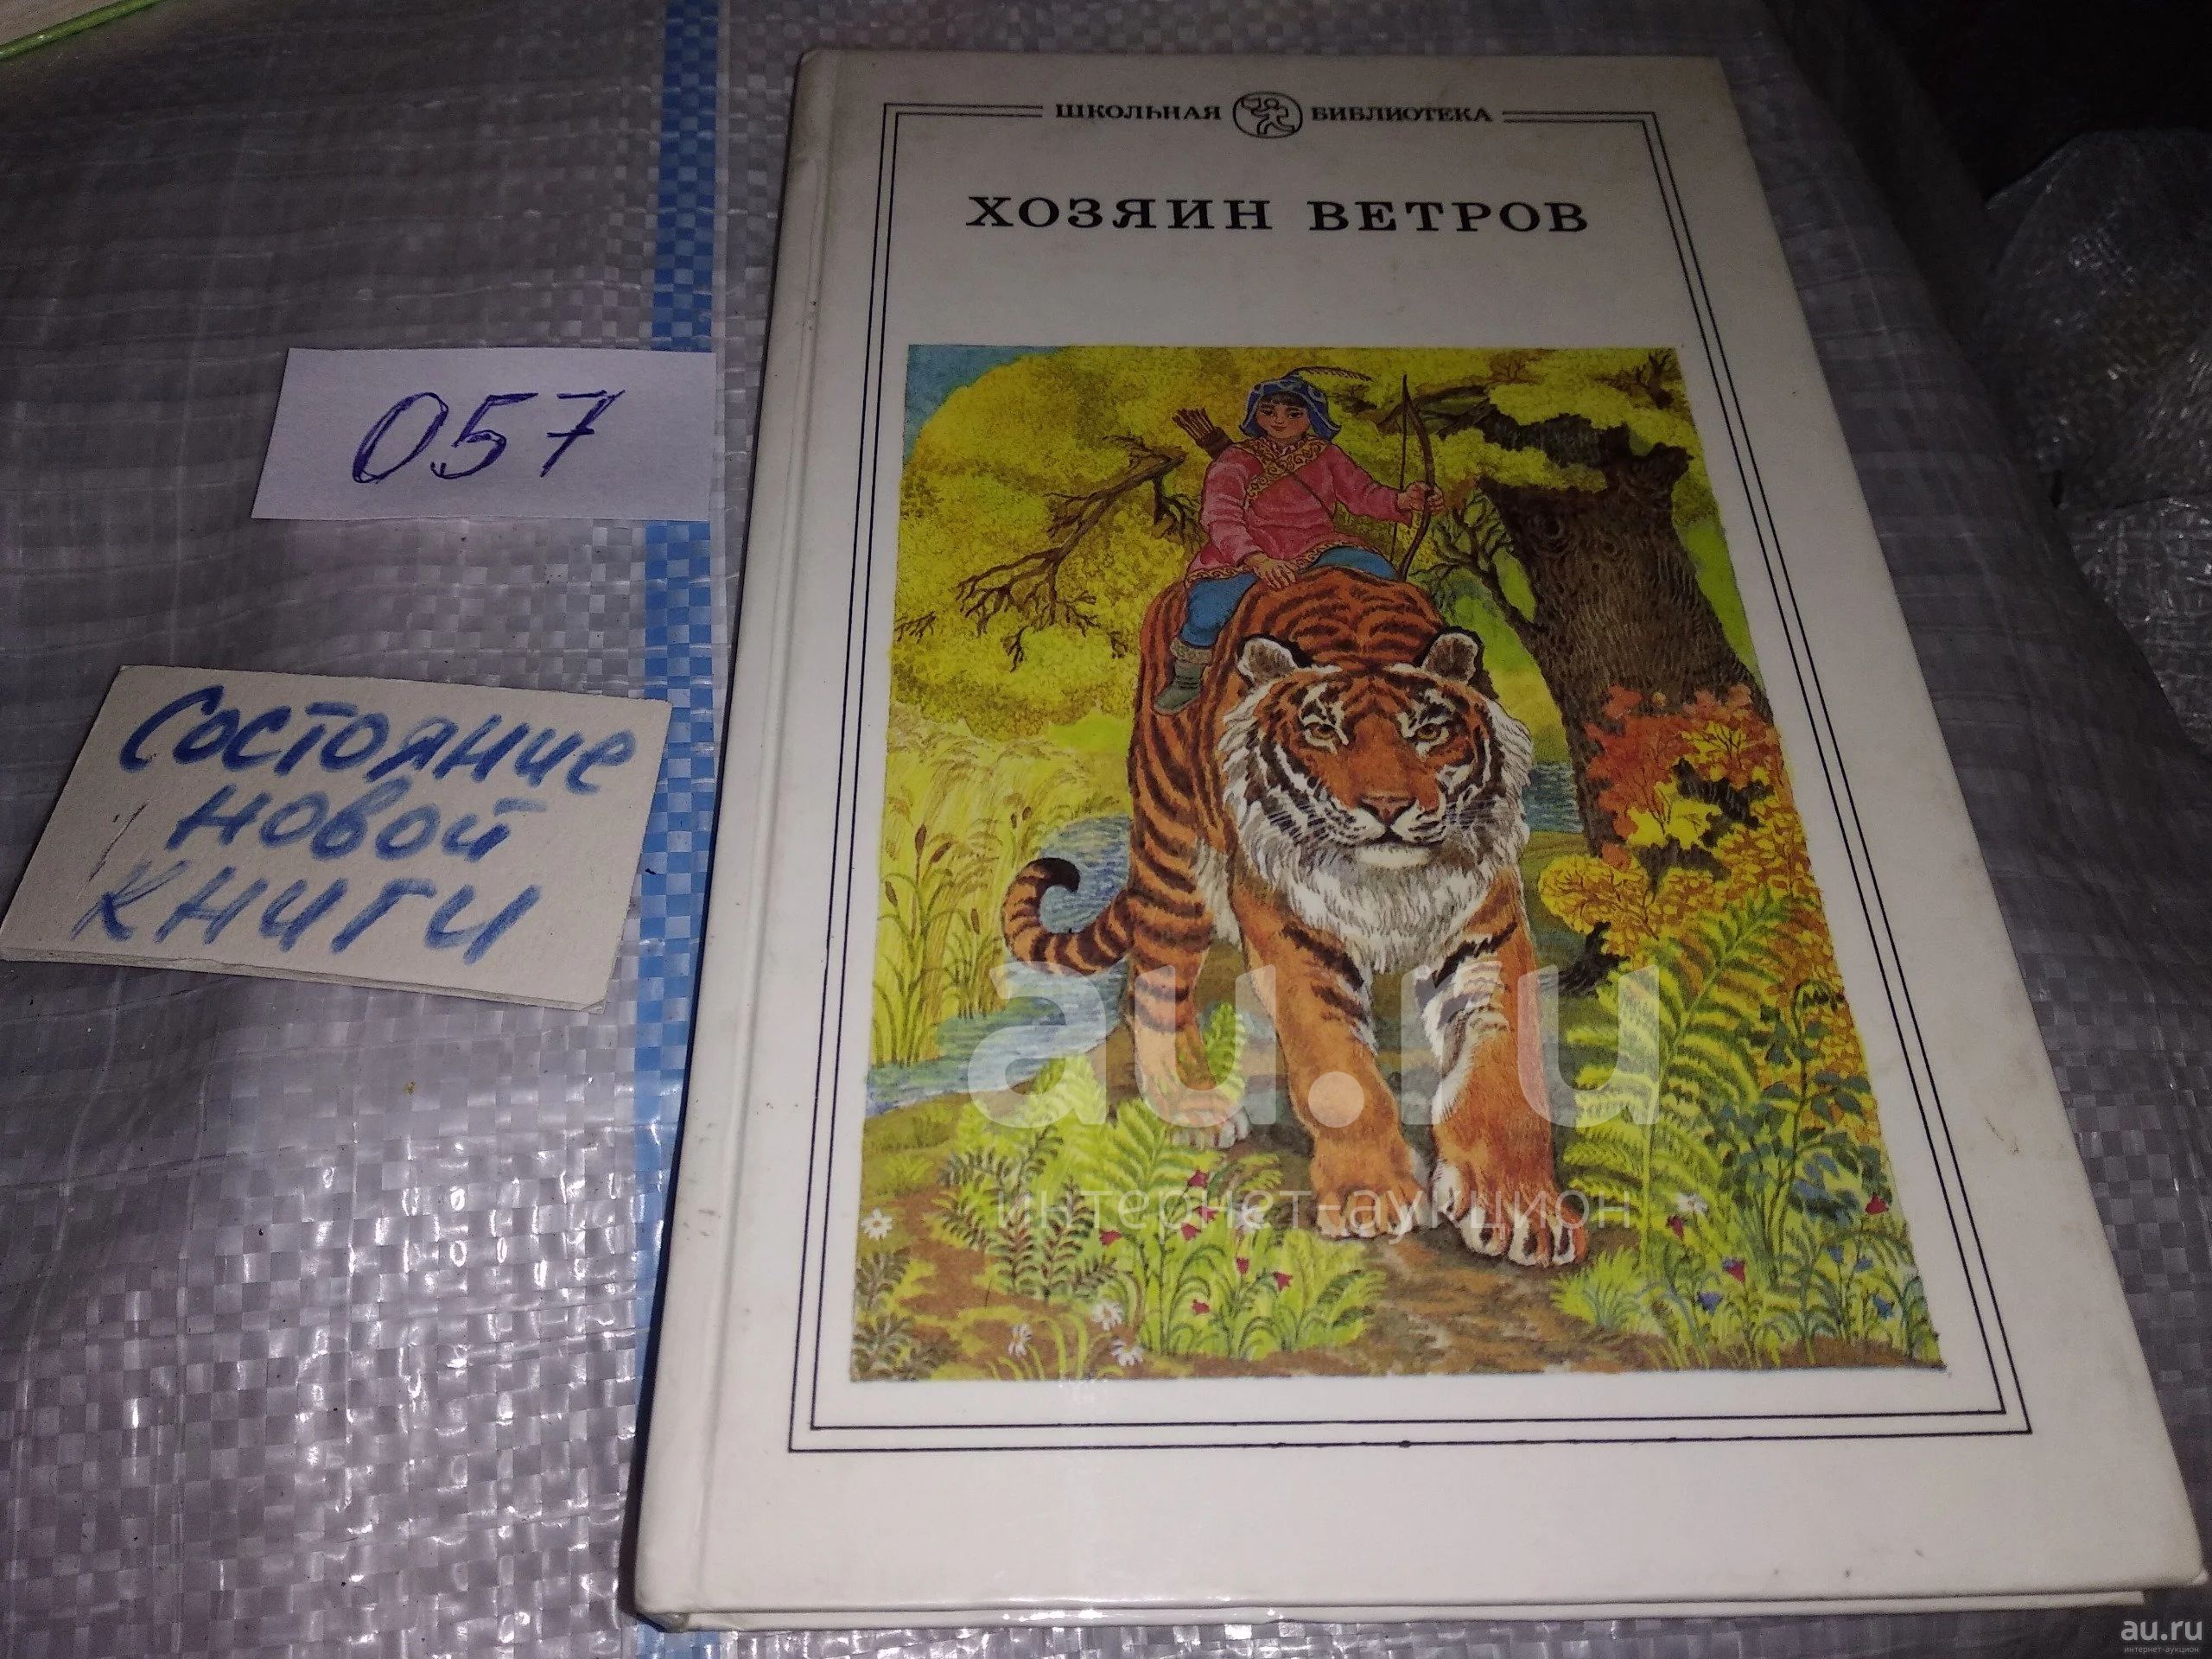 ШКОЛЬНАЯ БИБЛИОТЕКА
ХОЗЯИН ВЕТРОВ
057
Состояние
новой
книги
au.ru
интернет-аукцион
au.ru
интернет-аукцион